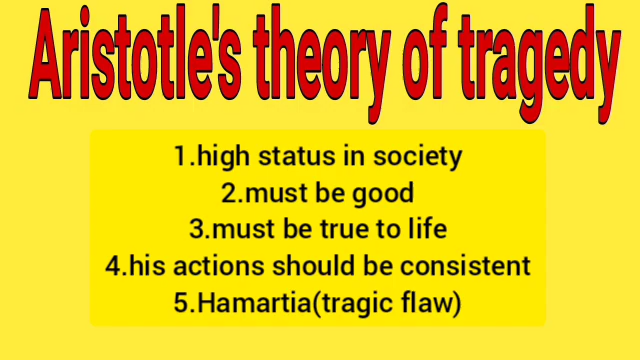 Aristotle's theory of tragedy
1.high status in society
2.must be good
3.must be true to life
4.his actions should be consistent
5.Hamartia(tragic flaw)